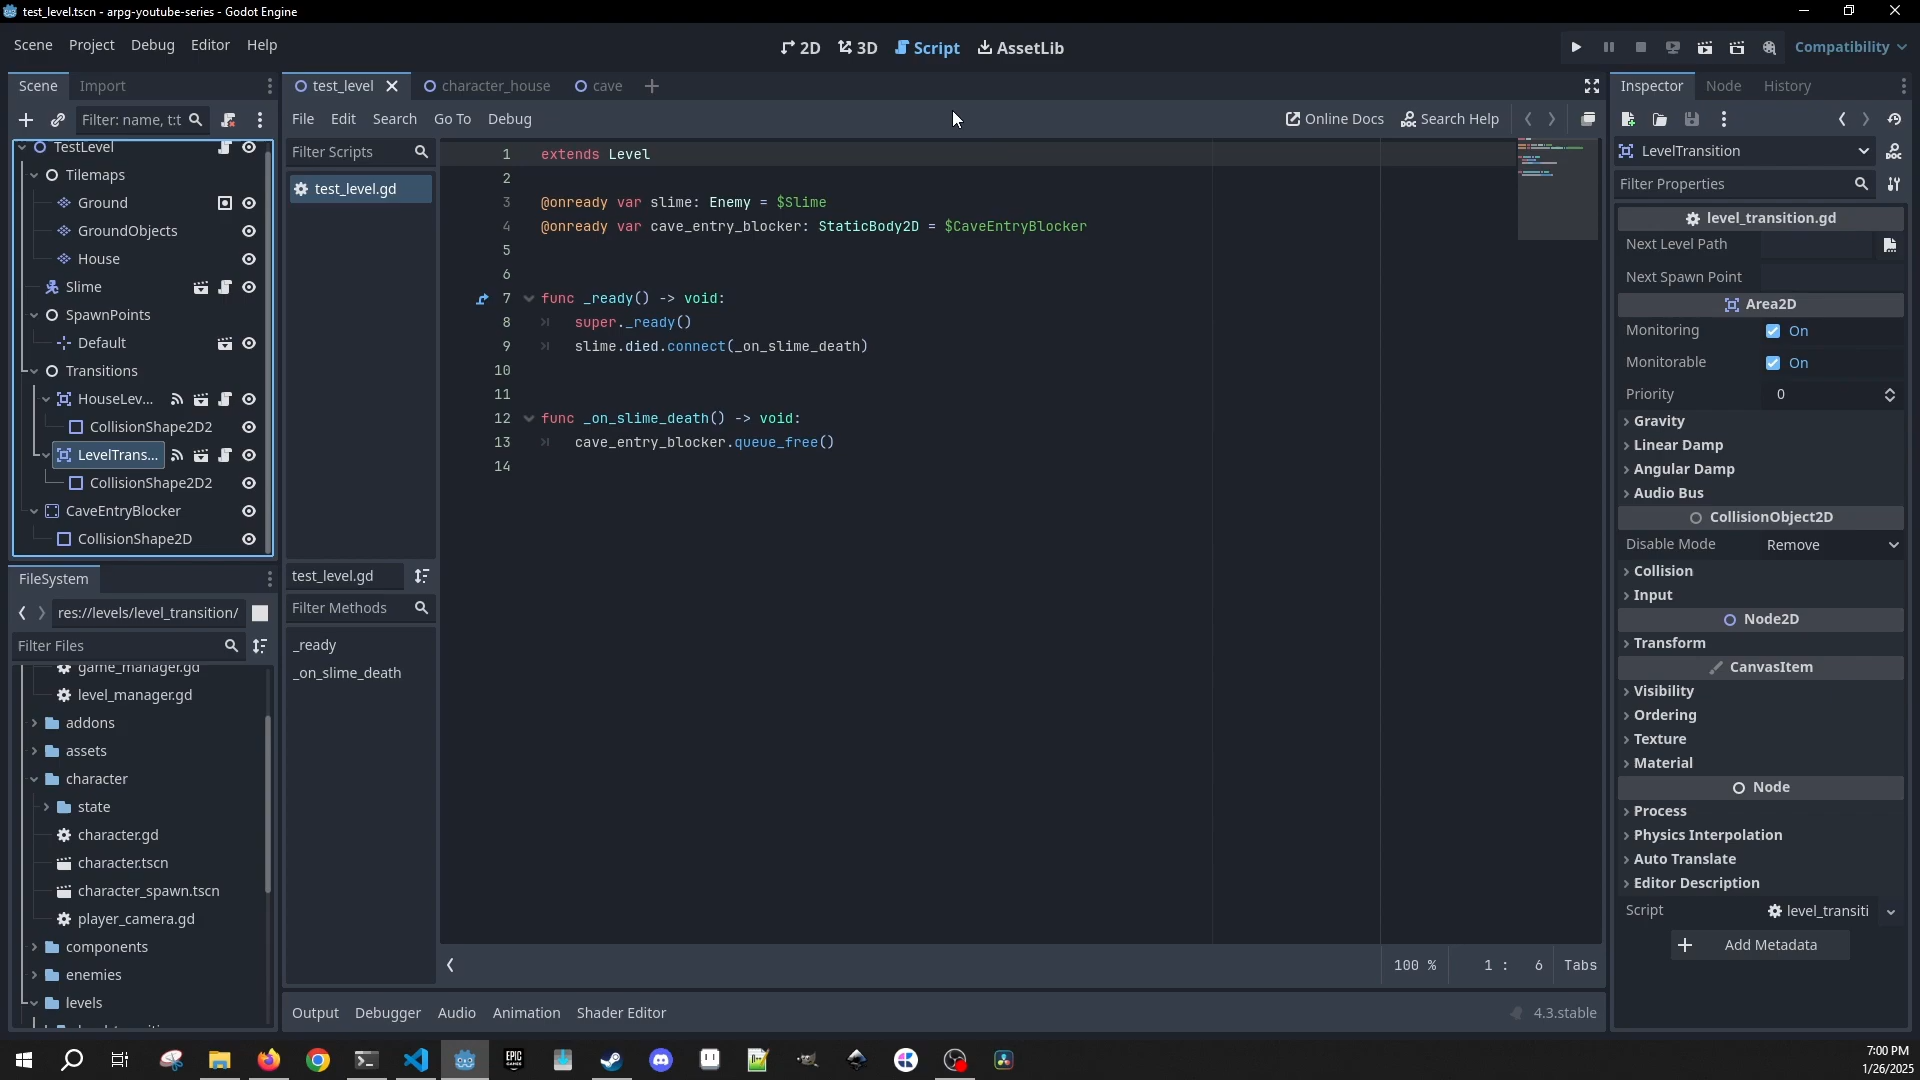 test_level.tscn - arpg-youtube-series - Godot Engine
Scene Project Debug Editor Help
2D 3D Script AssetLib
Compatibility
Scene Import
Filter: name, t:t
TestLevel
Tilemaps
Ground
GroundObjects
House
Slime
SpawnPoints
Default
Transitions
HouseLev...
CollisionShape2D2
LevelTrans...
CollisionShape2D2
CaveEntryBlocker
CollisionShape2D
FileSystem
res://levels/level_transition/
Filter Files
game_manager.gd
level_manager.gd
addons
assets
character
state
character.gd
character.tscn
character_spawn.tscn
player_camera.gd
components
enemies
levels
test_level character_house cave
File Edit Search Go To Debug
Online Docs Search Help
Filter Scripts
test_level.gd
test_level.gd
Filter Methods
_ready
_on_slime_death
1 extends Level
2
3 @onready var slime: Enemy = $Slime
4 @onready var cave_entry_blocker: StaticBody2D = $CaveEntryBlocker
5
6
7 func _ready() -> void:
8 super._ready()
9 slime.died.connect(_on_slime_death)
10
11
12 func _on_slime_death() -> void:
13 cave_entry_blocker.queue_free()
14
100 % 1 : 6 Tabs
Output Debugger Audio Animation Shader Editor
4.3.stable
Inspector Node History
LevelTransition
Filter Properties
level_transition.gd
Next Level Path
Next Spawn Point
Area2D
Monitoring On
Monitorable On
Priority 0
Gravity
Linear Damp
Angular Damp
Audio Bus
CollisionObject2D
Disable Mode Remove
Collision
Input
Node2D
Transform
CanvasItem
Visibility
Ordering
Texture
Material
Node
Process
Physics Interpolation
Auto Translate
Editor Description
Script level_transiti
Add Metadata
EPIC
GAMES
7:00 PM
1/26/2025